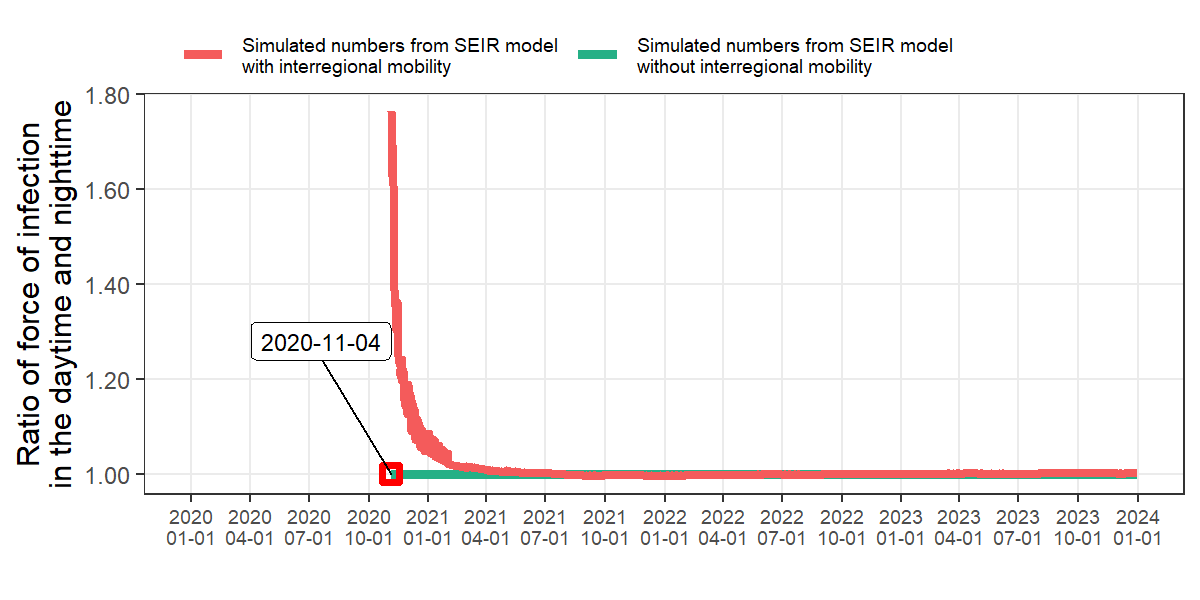 Simulated numbers from SEIR model
with interregional mobility
Simulated numbers from SEIR model
without interregional mobility
Ratio of force of infection
in the daytime and nighttime
1.80
1.60
1.40
1.20
1.00
2020-11-04
2020 2020 2020 2020 2021 2021 2021 2021 2022 2022 2022 2022 2023 2023 2023 2023 2024
01-01 04-01 07-01 10-01 01-01 04-01 07-01 10-01 01-01 04-01 07-01 10-01 01-01 04-01 07-01 10-01 01-01